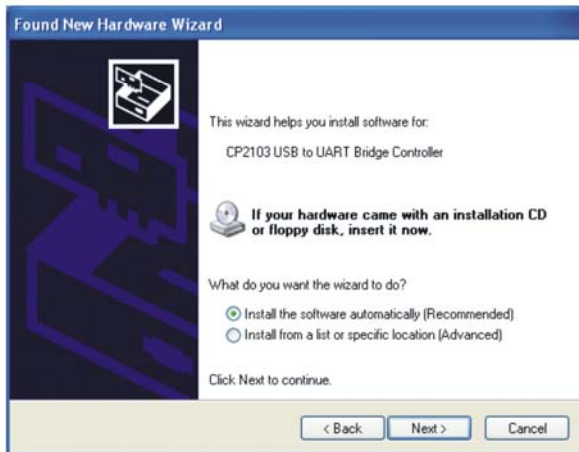 Found New Hardware Wizard
This wizard helps you install software for:
CP2103 USB to UART Bridge Controller
If your hardware came with an installation CD
or floppy disk, insert it now.
What do you want the wizard to do?
Install the software automatically (Recommended)
Install from a list or specific location (Advanced)
Click Next to continue.
< Back   Next >   Cancel